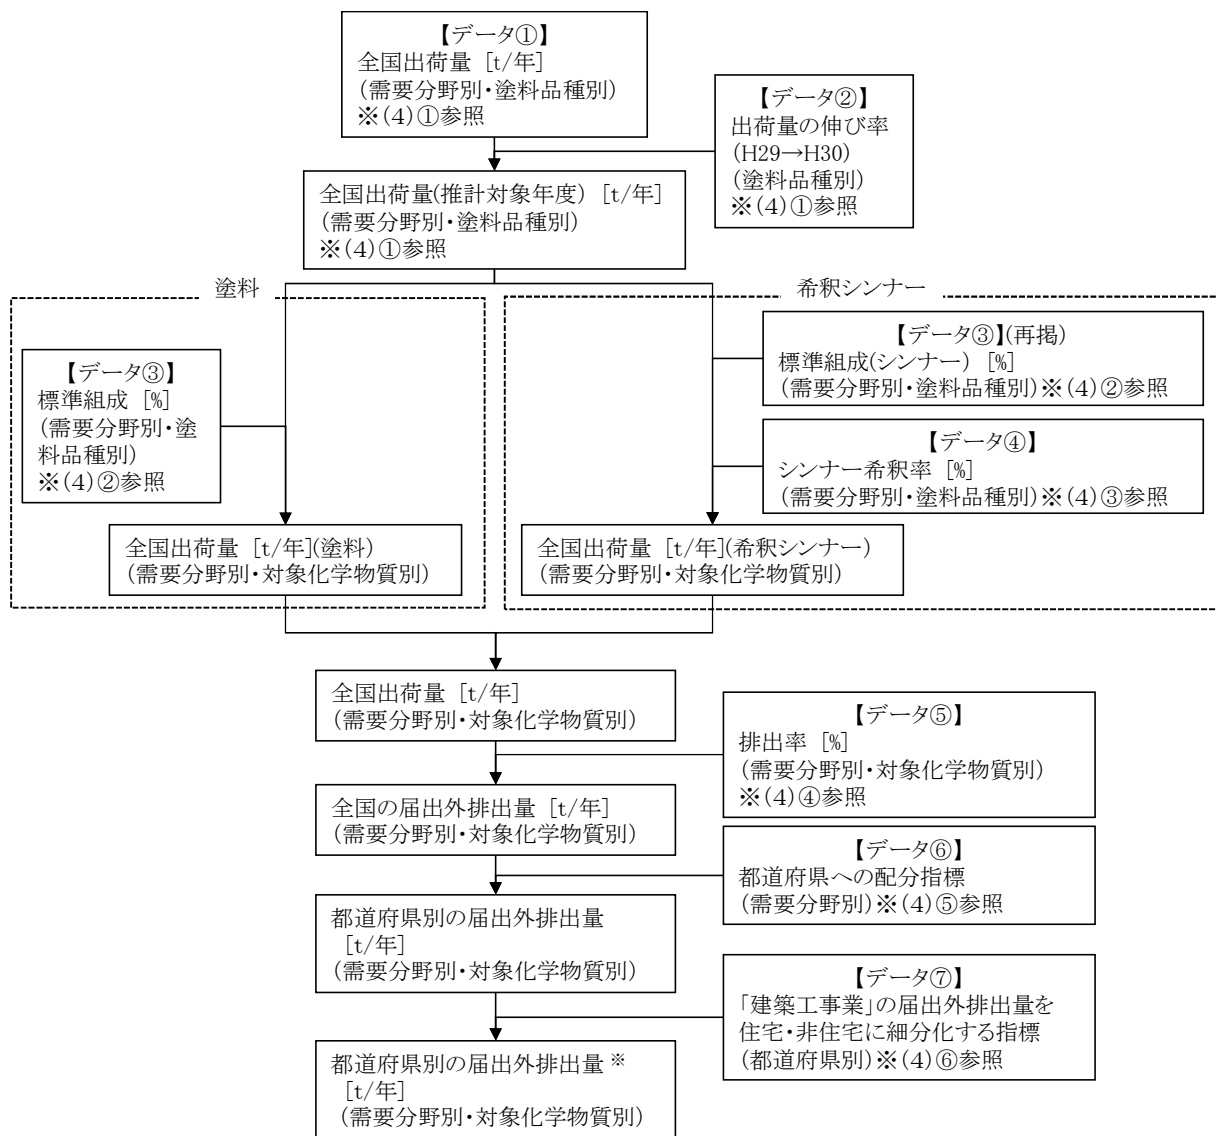 【データ①】
全国出荷量 [t/年]
(需要分野別・塗料品種別)
※(4)①参照
【データ②】
出荷量の伸び率
(H29→H30)
(塗料品種別)
※(4)①参照
全国出荷量(推計対象年度) [t/年]
(需要分野別・塗料品種別)
※(4)①参照
塗料
希釈シンナー
【データ③】
標準組成 [%]
(需要分野別・塗
料品種別)
※(4)②参照
【データ③】(再掲)
標準組成(シンナー) [%]
(需要分野別・塗料品種別)※(4)②参照
【データ④】
シンナー希釈率 [%]
(需要分野別・塗料品種別)※(4)③参照
全国出荷量 [t/年](塗料)
(需要分野別・対象化学物質別)
全国出荷量 [t/年](希釈シンナー)
(需要分野別・対象化学物質別)
全国出荷量 [t/年]
(需要分野別・対象化学物質別)
【データ⑤】
排出率 [%]
(需要分野別・対象化学物質別)
※(4)④参照
全国の届出外排出量 [t/年]
(需要分野別・対象化学物質別)
【データ⑥】
都道府県への配分指標
(需要分野別)※(4)⑤参照
都道府県別の届出外排出量
[t/年]
(需要分野別・対象化学物質別)
【データ⑦】
「建築工事業」の届出外排出量を
住宅・非住宅に細分化する指標
(都道府県別)※(4)⑥参照
都道府県別の届出外排出量※
[t/年]
(需要分野別・対象化学物質別)